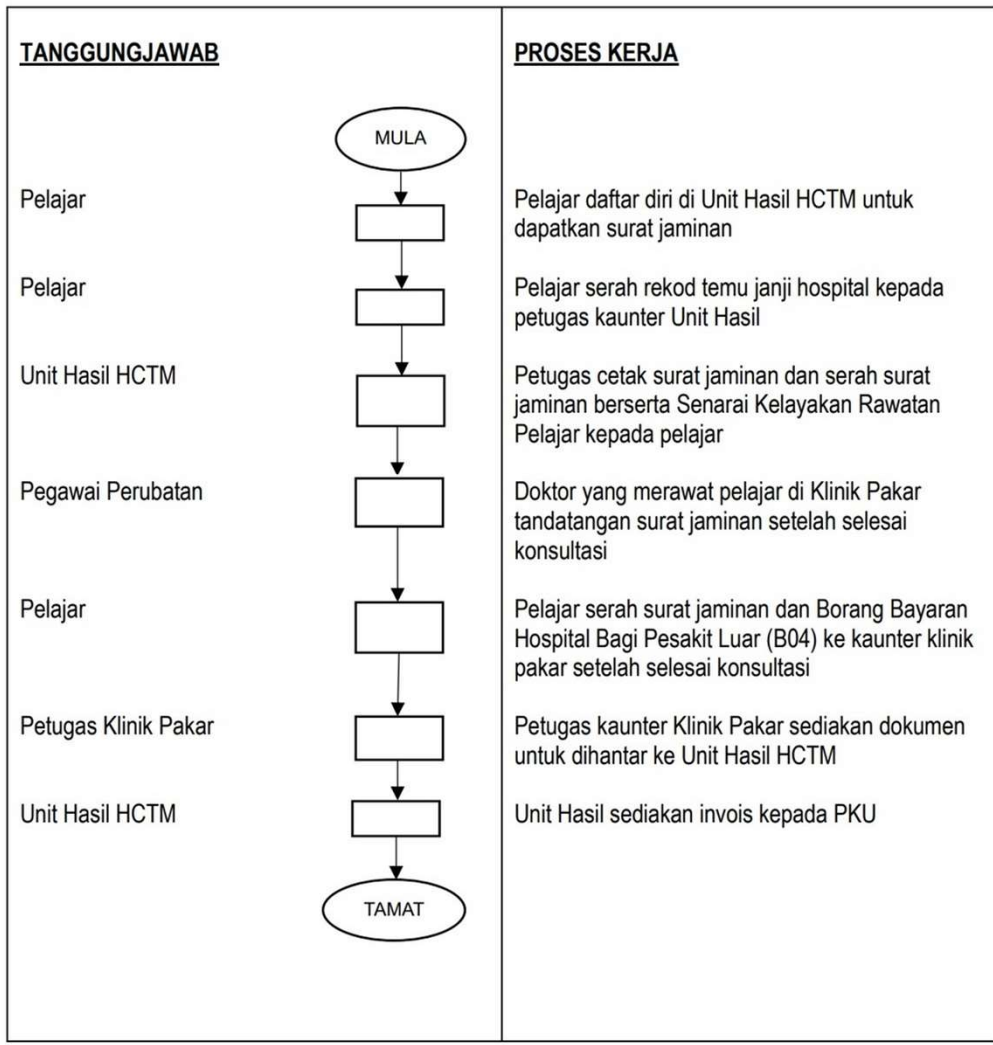 TANGGUNGJAWAB
PROSES KERJA
MULA
Pelajar
Pelajar daftar diri di Unit Hasil HCTM untuk
dapatkan surat jaminan
Pelajar
Pelajar serah rekod temu janji hospital kepada
petugas kaunter Unit Hasil
Unit Hasil HCTM
Petugas cetak surat jaminan dan serah surat
jaminan berserta Senarai Kelayakan Rawatan
Pelajar kepada pelajar
Pegawai Perubatan
Doktor yang merawat pelajar di Klinik Pakar
tandatangan surat jaminan setelah selesai
konsultasi
Pelajar
Pelajar serah surat jaminan dan Borang Bayaran
Hospital Bagi Pesakit Luar (B04) ke kaunter klinik
pakar setelah selesai konsultasi
Petugas Klinik Pakar
Petugas kaunter Klinik Pakar sediakan dokumen
untuk dihantar ke Unit Hasil HCTM
Unit Hasil HCTM
Unit Hasil sediakan invois kepada PKU
TAMAT